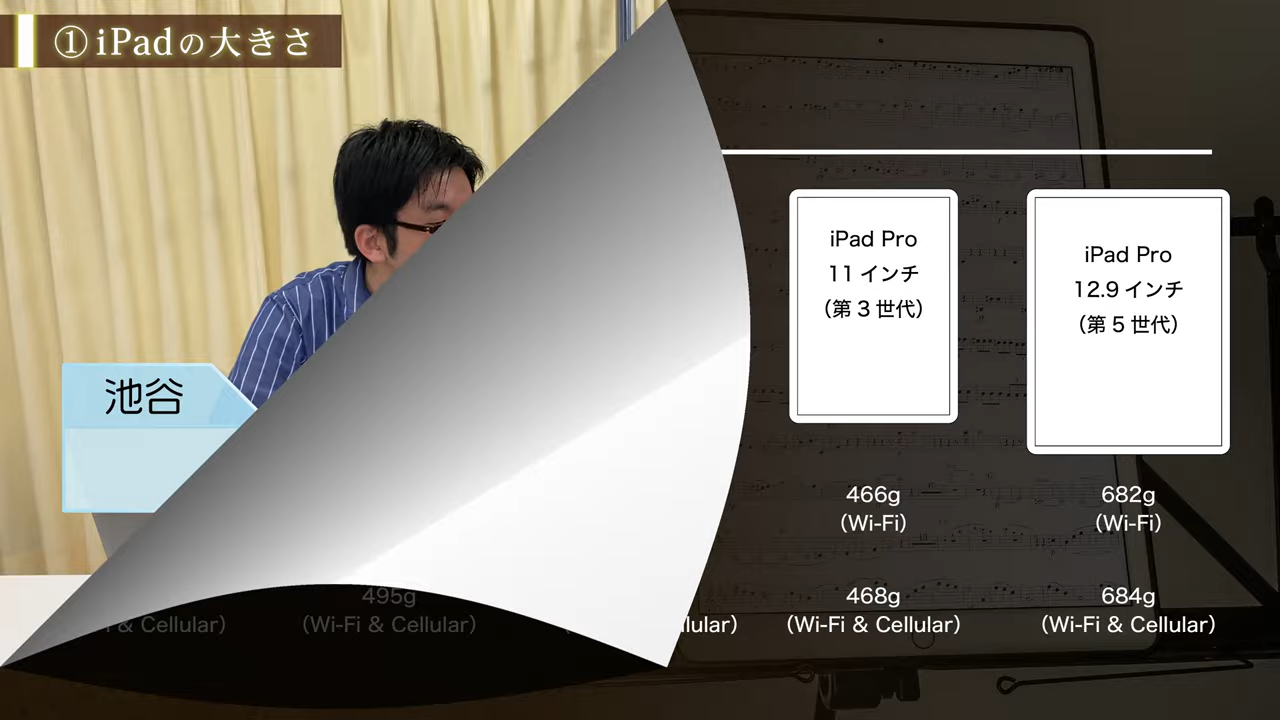 ①iPadの大きさ
池谷
iPad Pro
11 インチ
(第 3 世代)
iPad Pro
12.9 インチ
(第 5 世代)
466g
(Wi-Fi)
682g
(Wi-Fi)
495g
468g
684g
& Cellular)
(Wi-Fi & Cellular)
lular)
(Wi-Fi & Cellular)
(Wi-Fi & Cellular)